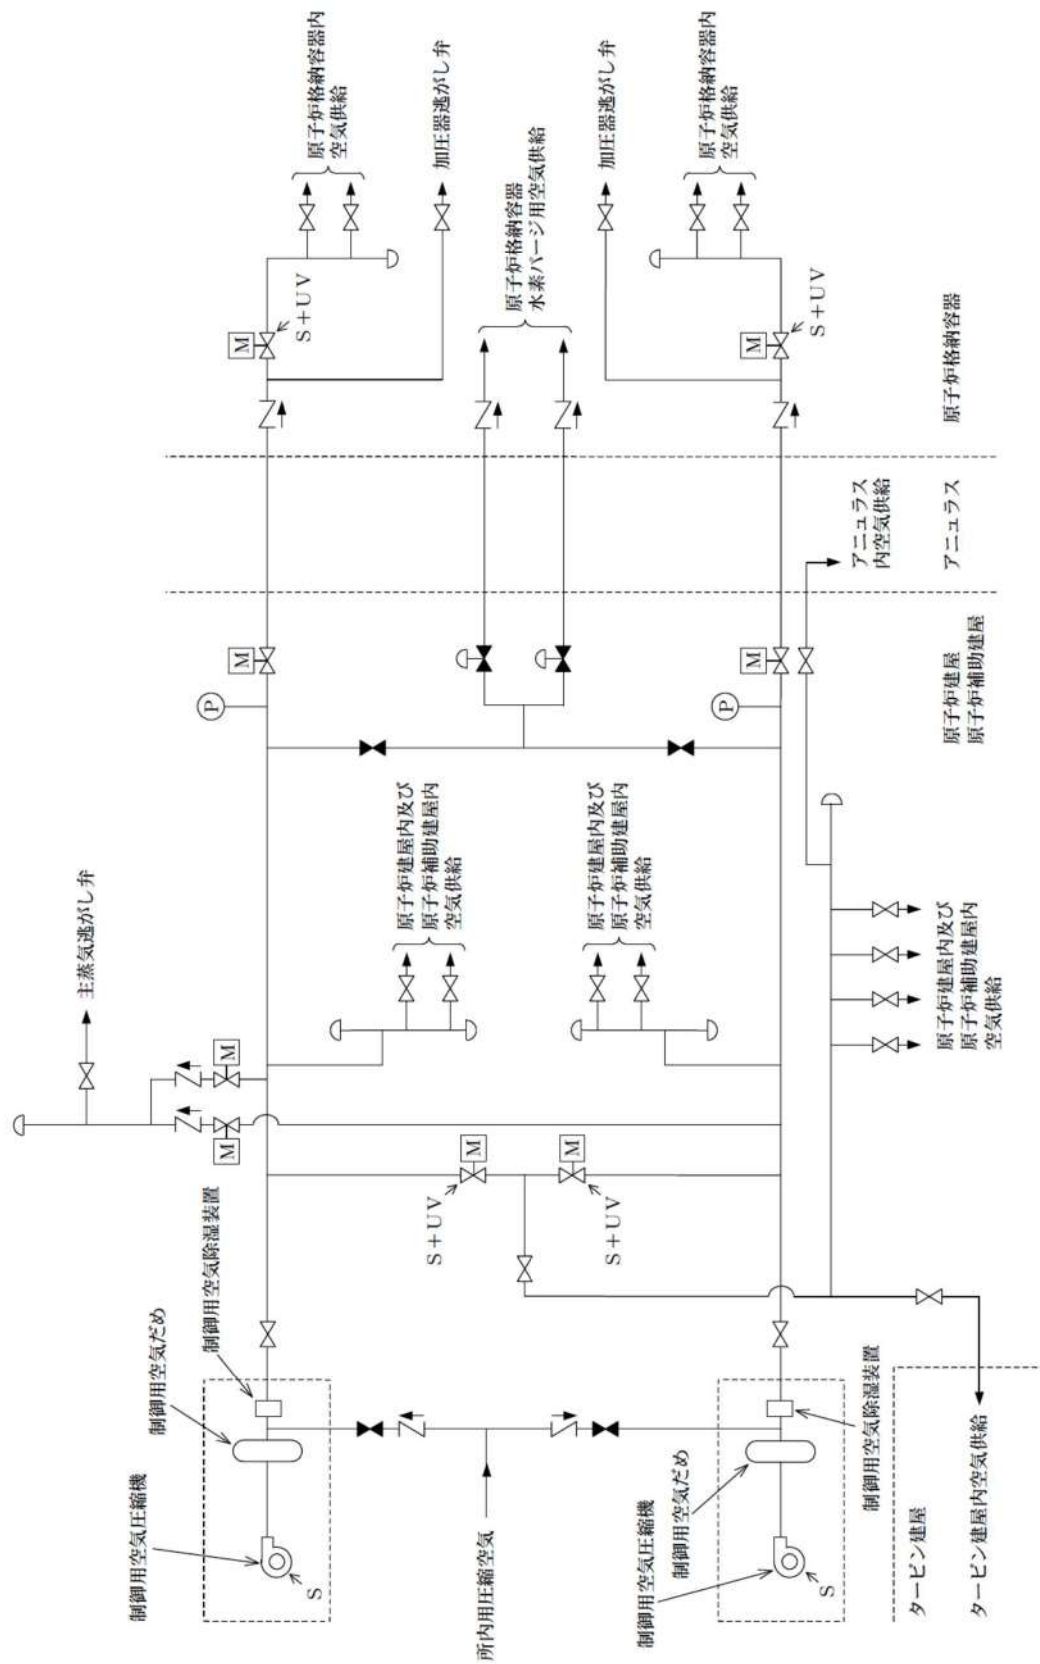 制御用空気圧縮機
制御用空気だめ
制御用空気除湿装置
S
主蒸気逃がし弁
M
M
S+UV
M
S+UV
M
原子炉建屋内及び
原子炉補助建屋内
空気供給
原子炉建屋内及び
原子炉補助建屋内
空気供給
P
M
M
S+UV
原子炉格納容器内
空気供給
加圧器逃がし弁
原子炉格納容器
水素パージ用空気供給
加圧器逃がし弁
原子炉格納容器内
空気供給
P
M
M
S+UV
所内用圧縮空気
制御用空気圧縮機
制御用空気だめ
制御用空気除湿装置
S
原子炉建屋内及び
原子炉補助建屋内
空気供給
アニュラス
内空気供給
タービン建屋
タービン建屋内空気供給
原子炉建屋
原子炉補助建屋
アニュラス
原子炉格納容器